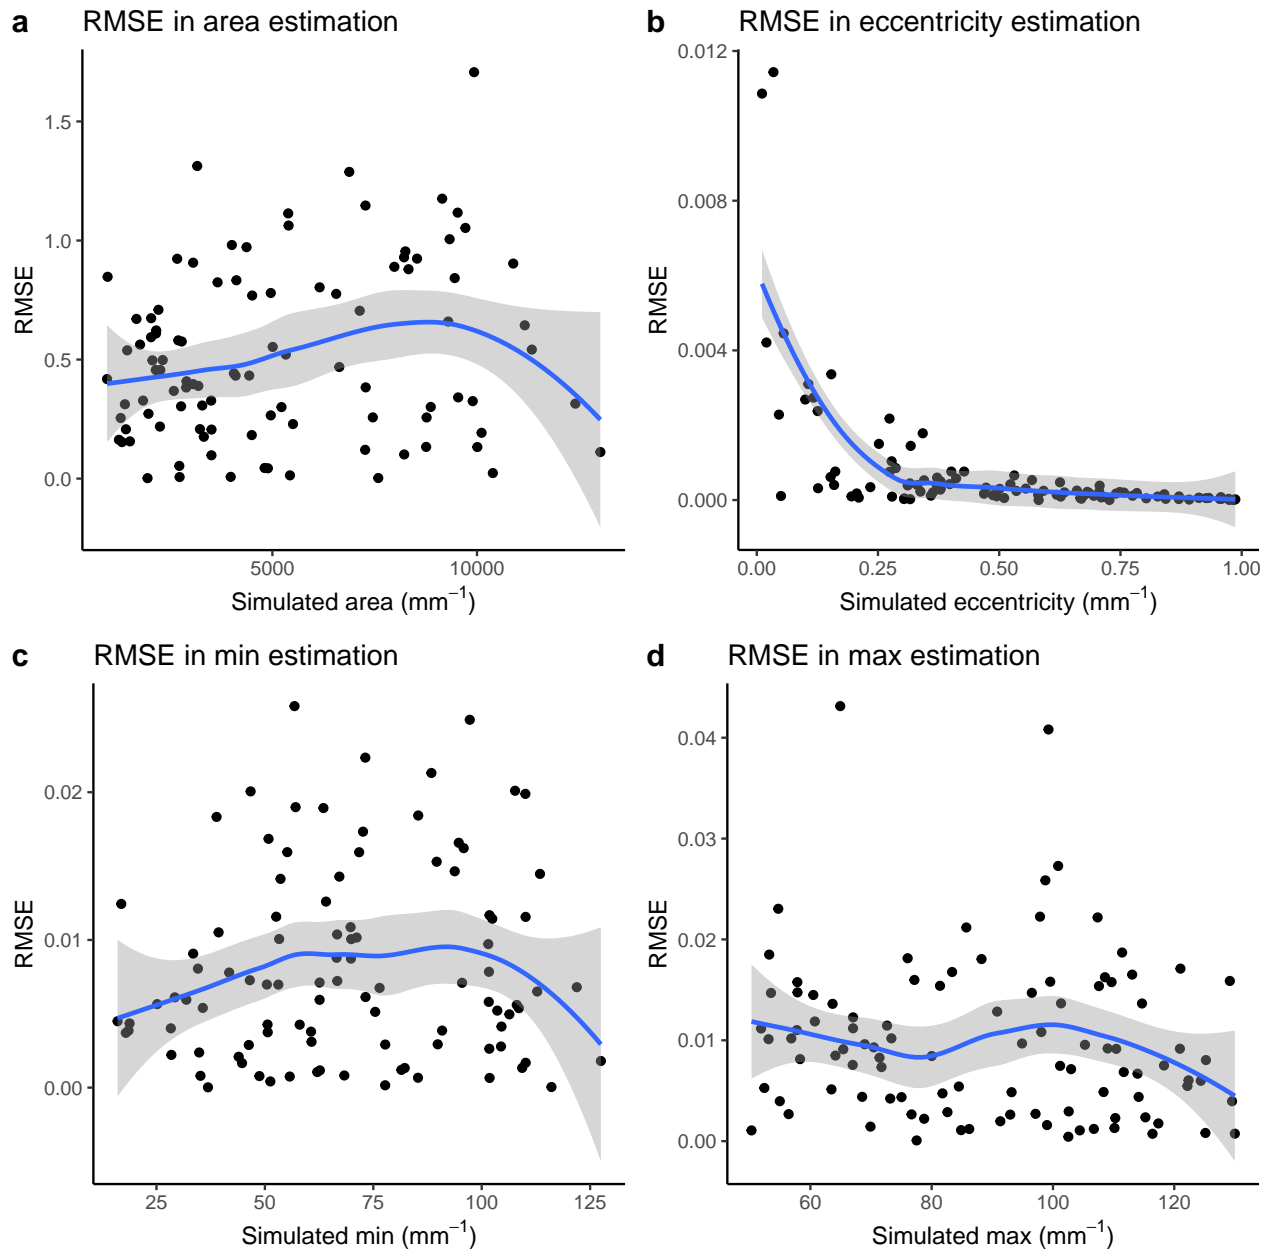 a RMSE in area estimation
1.5
1.0
0.5
0.0
RMSE
5000 10000
Simulated area (mm−1)
b RMSE in eccentricity estimation
0.012
0.008
0.004
0.000
RMSE
0.00 0.25 0.50 0.75 1.00
Simulated eccentricity (mm−1)
c RMSE in min estimation
0.02
0.01
0.00
RMSE
25 50 75 100 125
Simulated min (mm−1)
d RMSE in max estimation
0.04
0.03
0.02
0.01
0.00
RMSE
60 80 100 120
Simulated max (mm−1)